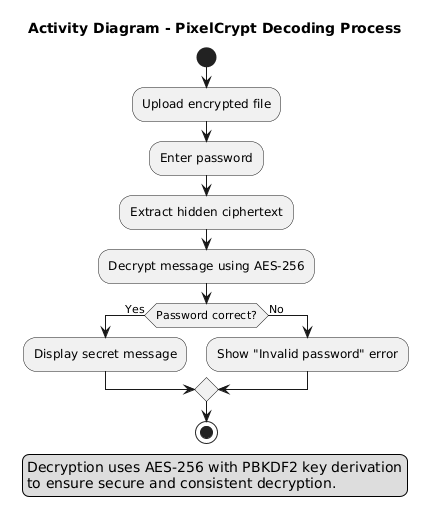 Activity Diagram - PixelCrypt Decoding Process
Upload encrypted file
Enter password
Extract hidden ciphertext
Decrypt message using AES-256
Yes
Password correct?
No
Display secret message
Show "Invalid password" error
Decryption uses AES-256 with PBKDF2 key derivation
to ensure secure and consistent decryption.